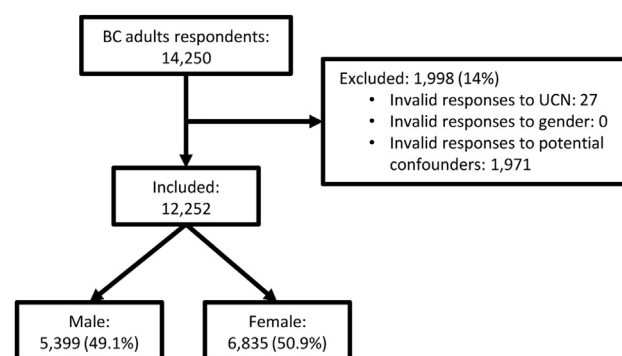 BC adults respondents:
14,250
Excluded: 1,998 (14%)
• Invalid responses to UCN: 27
• Invalid responses to gender: 0
• Invalid responses to potential
confounders: 1,971
Included:
12,252
Male:
5,399 (49.1%)
Female:
6,835 (50.9%)